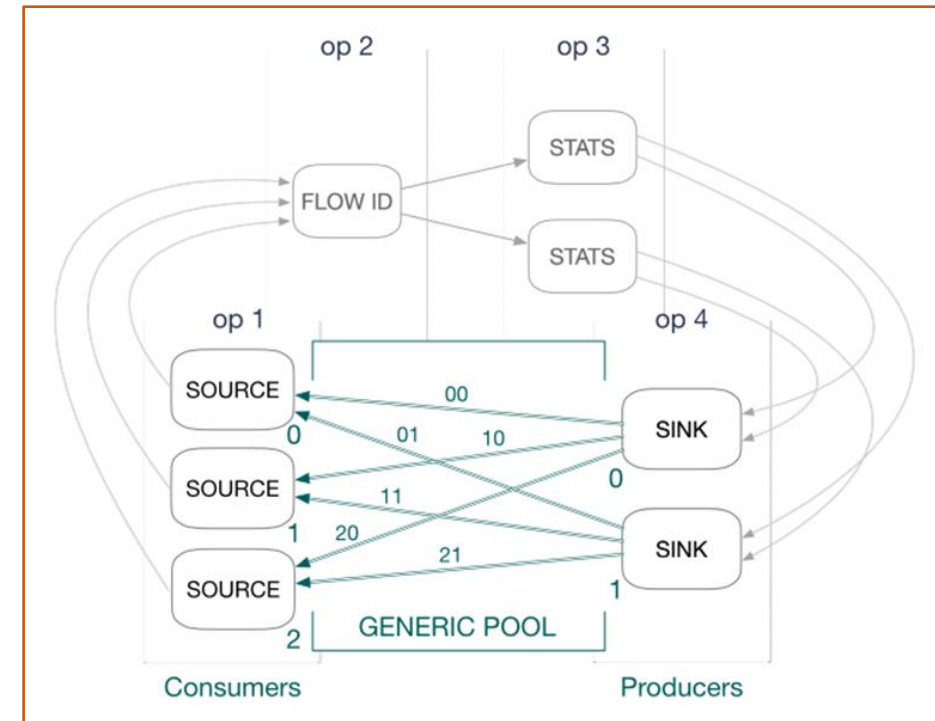 op 2
op 3
STATS
FLOW ID
STATS
op 1
op 4
SOURCE
0
00
01
10
SINK
0
SOURCE
1
11
20
21
SINK
1
SOURCE
2
GENERIC POOL
Consumers
Producers